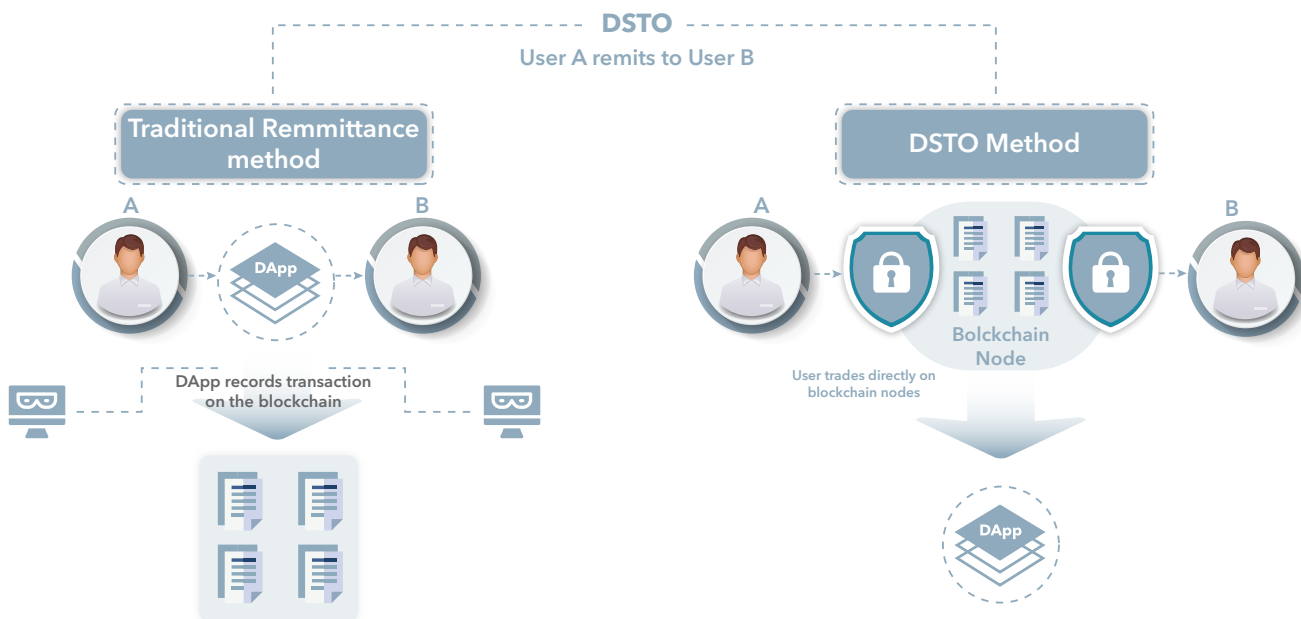 DSTO
User A remits to User B
Traditional Remmittance
method
A
B
DApp
DApp records transaction
on the blockchain
DSTO Method
A
B
Bolckchain
Node
User trades directly on
blockchain nodes
DApp